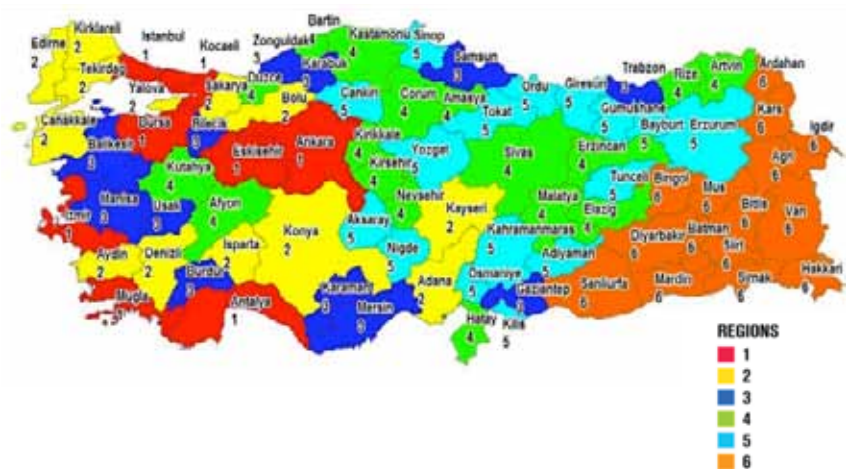 Bartin
4
Kirklareli
2
Istanbul
1
Kastamonu
4
Sinop
5
Edirne
2
Kocaeli
1
Zonguldak
3
Karabuk
3
Samsun
3
Trabzon
3
Artvin
4
Ardahan
6
Tekirdag
2
Yalova
2
Sakarya
2
Duzce
4
Bolu
2
Çankiri
5
Corum
4
Amasya
4
Ordu
5
Giresun
5
Rize
4
Kars
6
Canakkale
2
Bursa
1
Bilecik
3
Tokat
5
Gumushane
5
Bayburt
5
Erzurum
5
Igdir
6
Balikesir
3
Eskisehir
1
Ankara
1
Kirikkale
4
Yozgat
5
Sivas
4
Erzincan
4
Agri
6
Kutahya
4
Kirsehir
4
Tunceli
5
Bingol
6
Mus
6
Izmir
1
Manisa
3
Usak
3
Afyon
4
Nevsehir
4
Kayseri
2
Malatya
4
Elazig
4
Bitlis
6
Van
6
Konya
2
Aksaray
5
Kahramanmaras
5
Diyarbakir
6
Batman
6
Siirt
6
Aydin
2
Denizli
2
Isparta
2
Nigde
5
Adiyaman
5
Hakkari
6
Burdur
3
Karaman
3
Adana
2
Osmaniye
5
Gaziantep
3
Sanliurfa
6
Mardin
6
Sirnak
6
Mugla
1
Antalya
1
Mersin
3
Hatay
4
Kilis
5
REGIONS
1
2
3
4
5
6